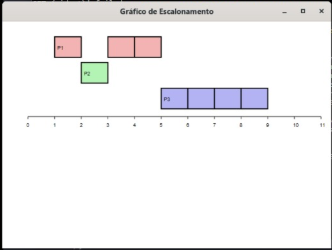 Gráfico de Escalonamento
P1
P2
P3
0 1 2 3 4 5 6 7 8 9 10 11